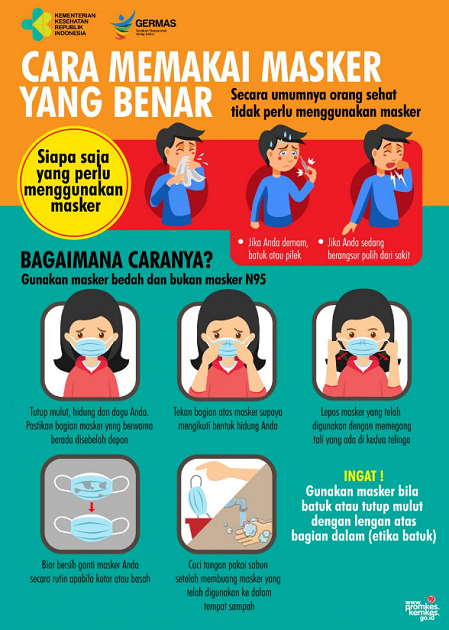 KEMENTERIAN
KESEHATAN
REPUBLIK
INDONESIA
GERMAS
Gerakan Masyarakat
Hidup Sehat
CARA MEMAKAI MASKER
YANG BENAR
Secara umumnya orang sehat
tidak perlu menggunakan masker
Siapa saja
yang perlu
menggunakan
masker
• Jika Anda demam,
batuk atau pilek
• Jika Anda sedang
berangsur pulih dari sakit
BAGAIMANA CARANYA?
Gunakan masker bedah dan bukan masker N95
Tutup mulut, hidung dan dagu Anda.
Pastikan bagian masker yang berwarna
berada disebelah depan
Tekan bagian atas masker supaya
mengikuti bentuk hidung Anda
Lepas masker yang telah
digunakan dengan memegang
tali yang ada di kedua telinga
Biar bersih ganti masker Anda
secara rutin apabila kotor atau basah
Cuci tangan pakai sabun
setelah membuang masker yang
telah digunakan ke dalam
tempat sampah
INGAT !
Gunakan masker bila
batuk atau tutup mulut
dengan lengan atas
bagian dalam (etika batuk)
www.
promkes.
kemkes.
go.id